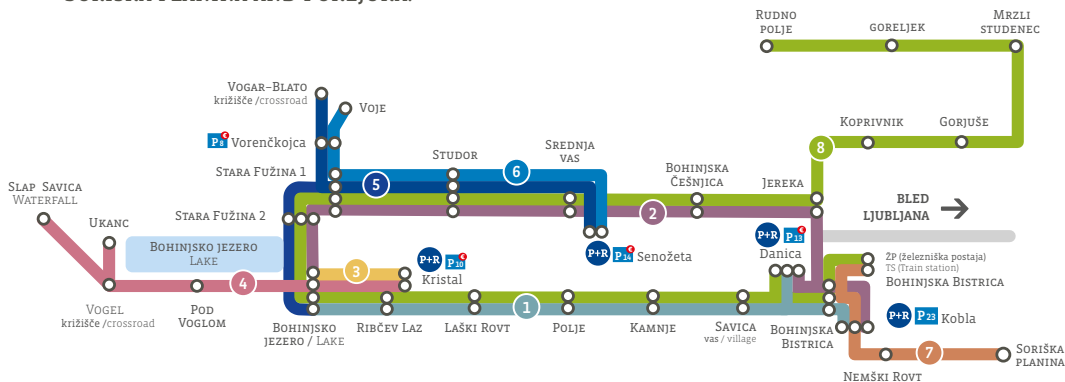 RUDNO
POLJE
GORELJEK
MRZLI
STUDENEC
VOGAR–BLATO
križišče /crossroad
VOJE
P8 €
Vorenčkojca
KOPRIVNIK
GORJUŠE
8
STARA FUŽINA 1
STUDOR
SREDNJA
VAS
6
5
BOHINJSKA
ČEŠNJICA
JEREKA
SLAP SAVICA
WATERFALL
UKANC
STARA FUŽINA 2
2
BLED
LJUBLJANA
BOHINJSKO JEZERO
LAKE
P+R P10 €
Kristal
P+R P14 €
Senožeta
P+R P13 €
Danica
ŽP (železniška postaja)
TS (Train station)
BOHINJSKA BISTRICA
3
4
1
VOGEL
križišče /crossroad
POD
VOGLOM
BOHINJSKO
JEZERO / LAKE
RIBČEV LAZ
LAŠKI ROVT
POLJE
KAMNJE
SAVICA
vas / village
BOHINJSKA
BISTRICA
P+R P23
Kobla
7
NEMŠKI ROVT
SORIŠKA
PLANINA